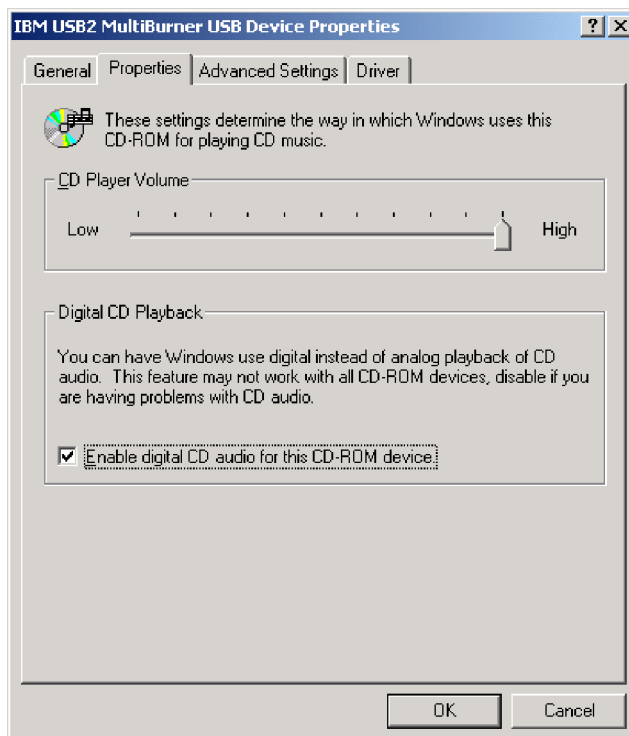 IBM USB2 MultiBurner USB Device Properties
General Properties Advanced Settings Driver
These settings determine the way in which Windows uses this
CD-ROM for playing CD music.
CD Player Volume
Low High
Digital CD Playback
You can have Windows use digital instead of analog playback of CD
audio. This feature may not work with all CD-ROM devices, disable if you
are having problems with CD audio.
Enable digital CD audio for this CD-ROM device.
OK Cancel